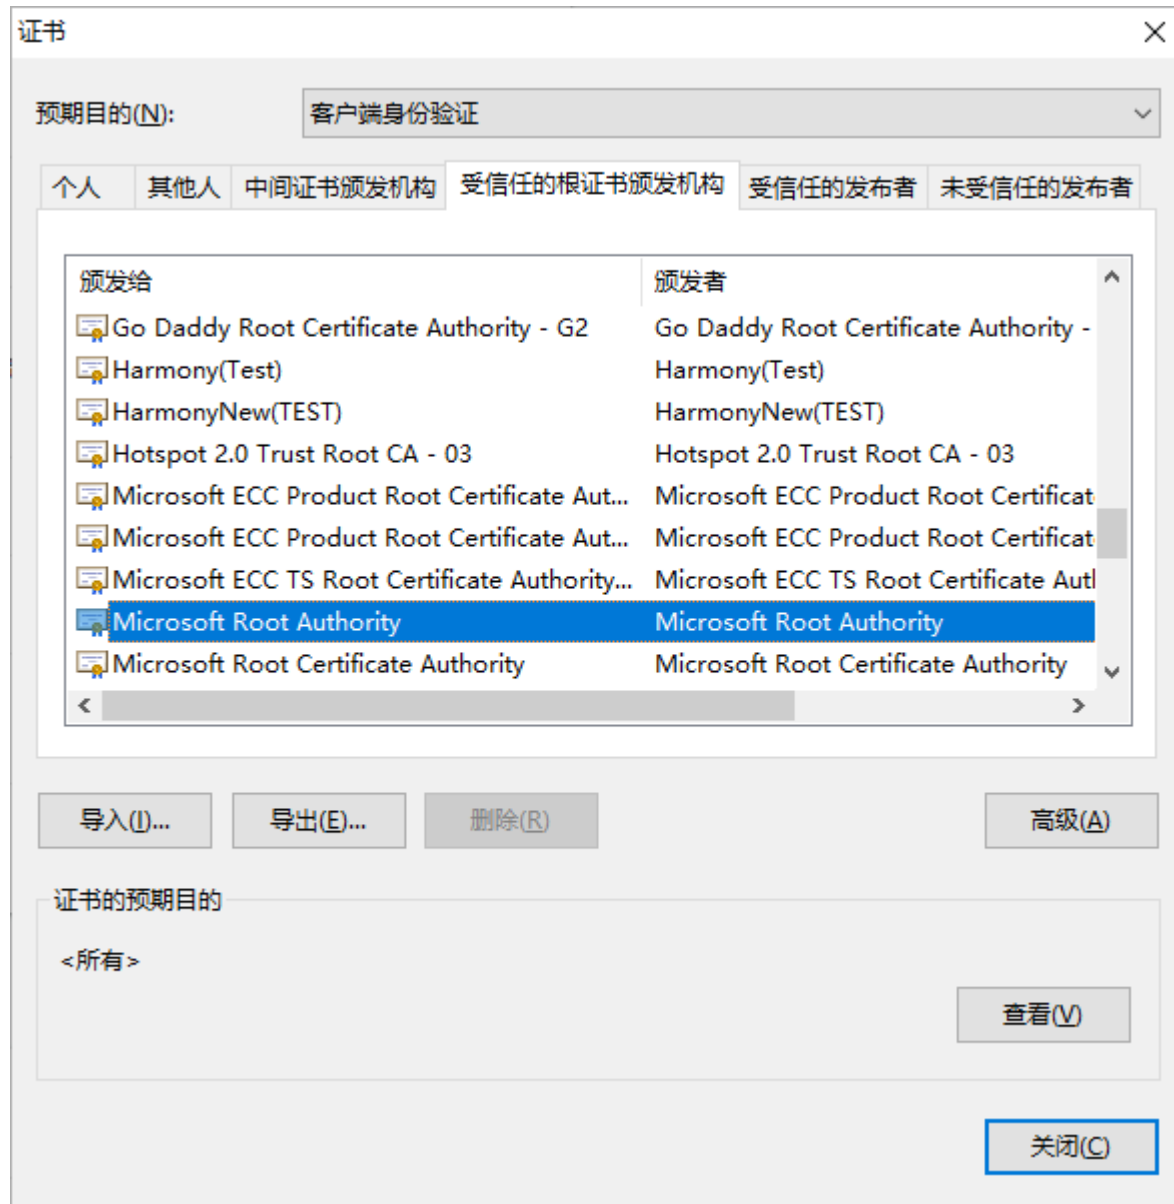 证书
预期目的(N): 客户端身份验证
个人 其他人 中间证书颁发机构 受信任的根证书颁发机构 受信任的发布者 未受信任的发布者
颁发给 颁发者
Go Daddy Root Certificate Authority - G2 Go Daddy Root Certificate Authority -
Harmony(Test) Harmony(Test)
HarmonyNew(TEST) HarmonyNew(TEST)
Hotspot 2.0 Trust Root CA - 03 Hotspot 2.0 Trust Root CA - 03
Microsoft ECC Product Root Certificate Aut... Microsoft ECC Product Root Certificat
Microsoft ECC Product Root Certificate Aut... Microsoft ECC Product Root Certificat
Microsoft ECC TS Root Certificate Authority... Microsoft ECC TS Root Certificate Aut
Microsoft Root Authority Microsoft Root Authority
Microsoft Root Certificate Authority Microsoft Root Certificate Authority
导入(I)... 导出(E)... 删除(R) 高级(A)
证书的预期目的
<所有>
查看(V)
关闭(C)